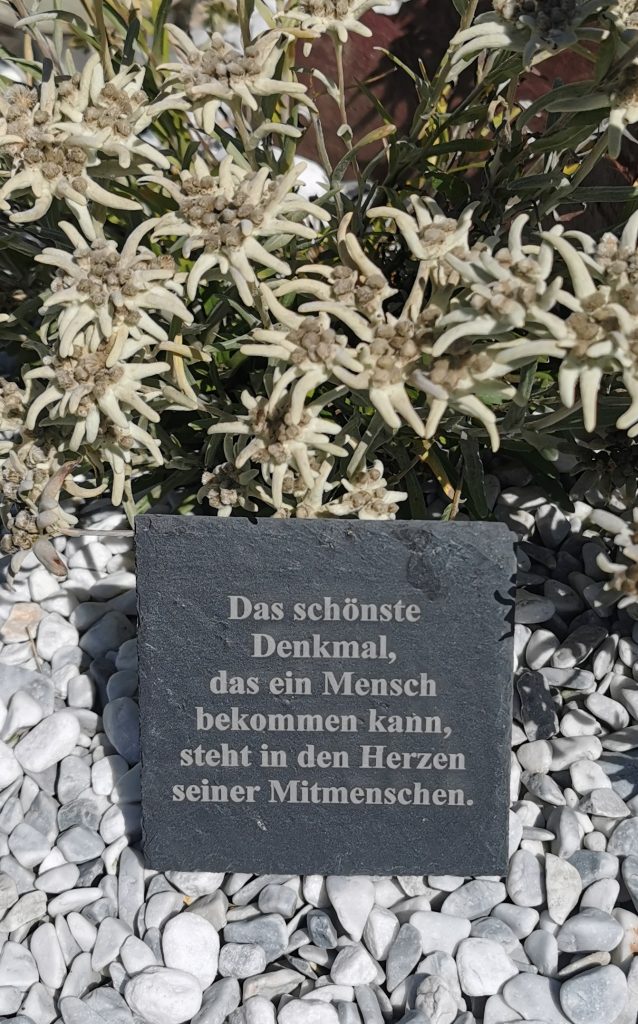 Das schönste
Denkmal,
das ein Mensch
bekommen kann,
steht in den Herzen
seiner Mitmenschen.